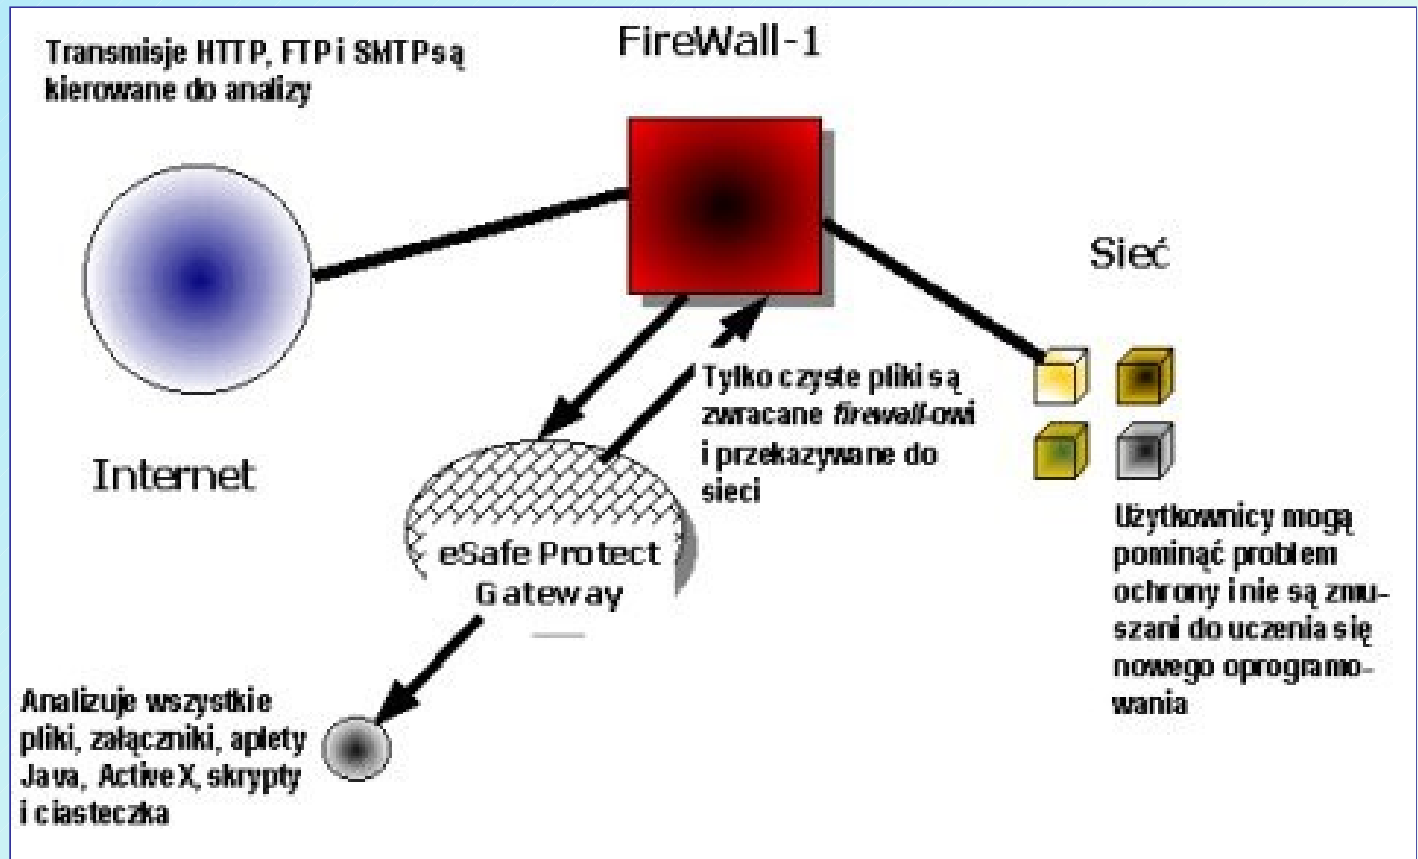 Transmisje HTTP, FTP i SMTP są
kierowane do analizy
FireWall-1
Sieć
Internet
Tylko czyste pliki są
zwracane firewall-owi
i przekazywane do
sieci
eSafe Protect
Gateway
Użytkownicy mogą
pominąć problem
ochrony i nie są zmu-
szani do uczenia się
nowego oprogramo-
wania
Analizuje wszystkie
pliki, załączniki, aplety
Java, Active X, skrypty
i ciasteczka